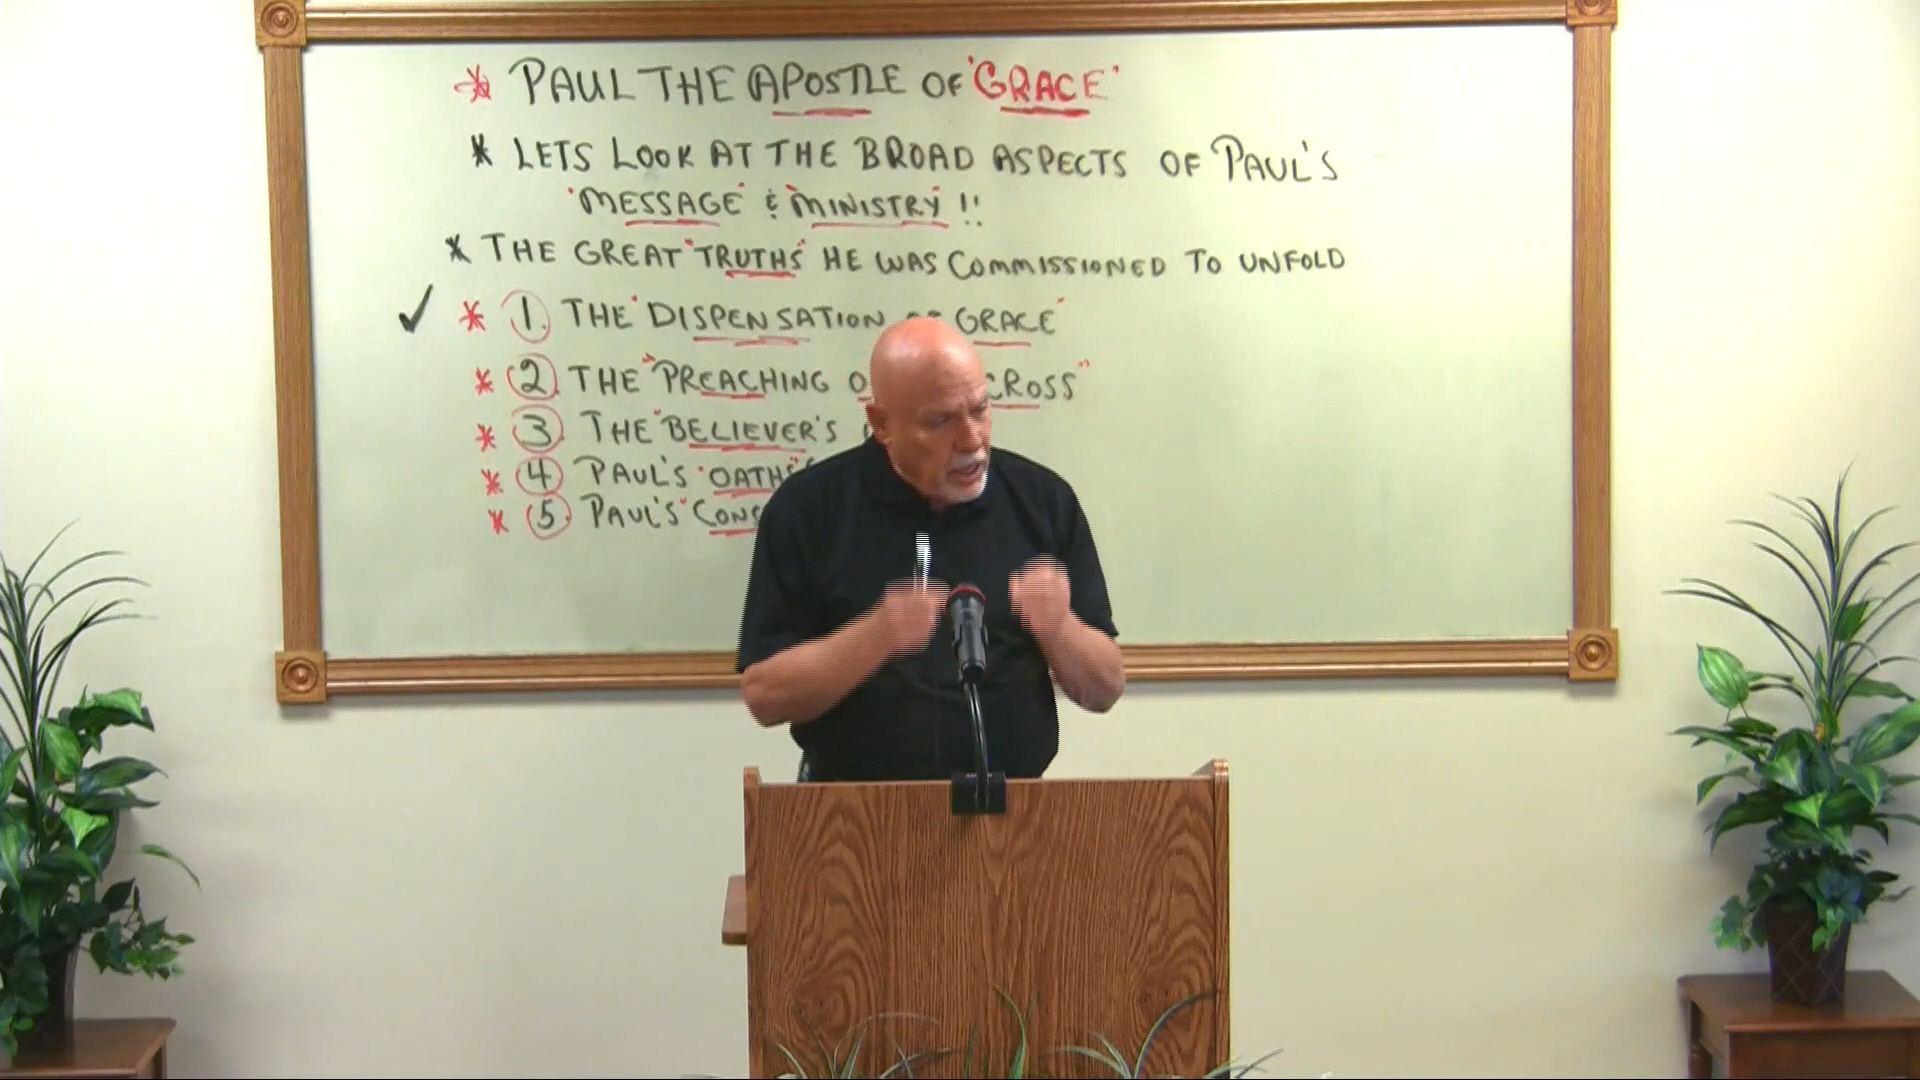 * PAUL THE APOSTLE OF "GRACE"
* LETS LOOK AT THE BROAD ASPECTS OF PAUL'S
"MESSAGE" & "MINISTRY" !!
* THE GREAT "TRUTHS" HE WAS COMMISSIONED TO UNFOLD
✓ * 1. THE "DISPENSATION OF GRACE"
* 2. THE "PREACHING CROSS"
* 3. THE "BELIEVER'S
* 4. PAUL'S "OATHS"
* 5. PAUL'S